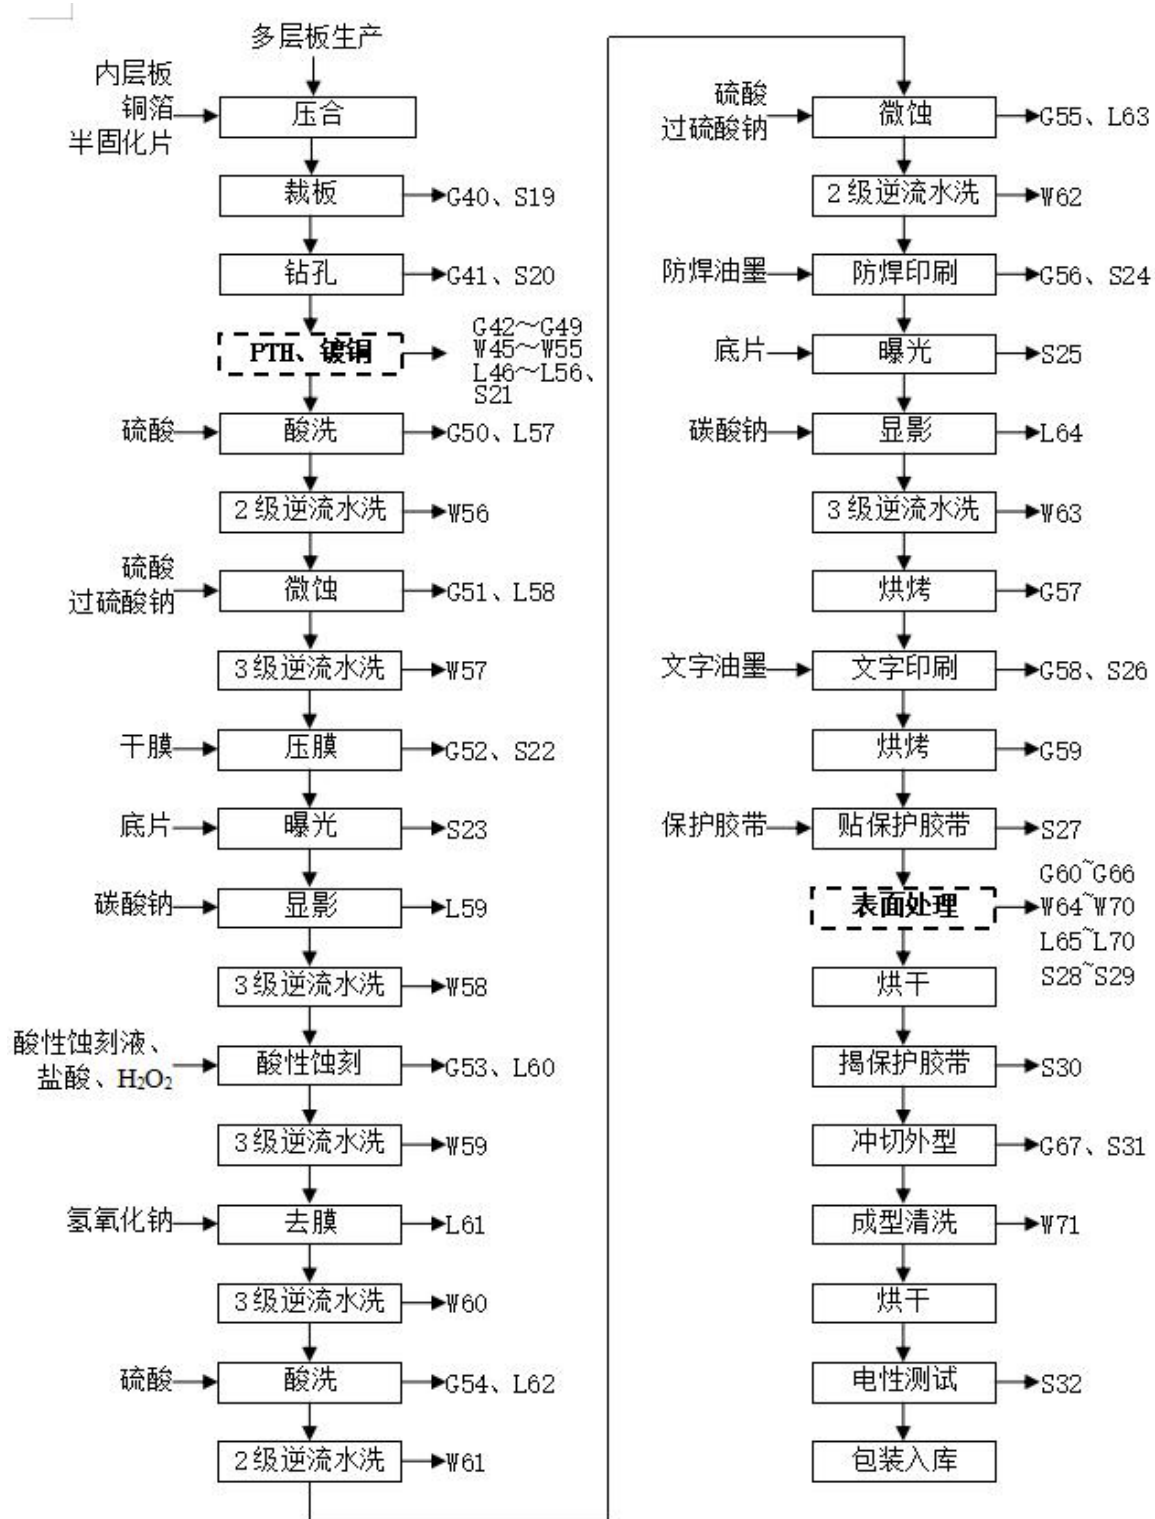 多层板生产
内层板
铜箔
半固化片
压合
裁板
G40、S19
钻孔
G41、S20
PTH、镀铜
G42～G49
W45～W55
L46～L56、
S21
硫酸
酸洗
G50、L57
2级逆流水洗
W56
硫酸
过硫酸钠
微蚀
G51、L58
3级逆流水洗
W57
干膜
压膜
G52、S22
底片
曝光
S23
碳酸钠
显影
L59
3级逆流水洗
W58
酸性蚀刻液、
盐酸、H₂O₂
酸性蚀刻
G53、L60
3级逆流水洗
W59
氢氧化钠
去膜
L61
3级逆流水洗
W60
硫酸
酸洗
G54、L62
2级逆流水洗
W61
硫酸
过硫酸钠
微蚀
G55、L63
2级逆流水洗
W62
防焊油墨
防焊印刷
G56、S24
底片
曝光
S25
碳酸钠
显影
L64
3级逆流水洗
W63
烘烤
G57
文字油墨
文字印刷
G58、S26
烘烤
G59
保护胶带
贴保护胶带
S27
表面处理
G60~G66
W64~W70
L65~L70
S28~S29
烘干
揭保护胶带
S30
冲切外型
G67、S31
成型清洗
W71
烘干
电性测试
S32
包装入库